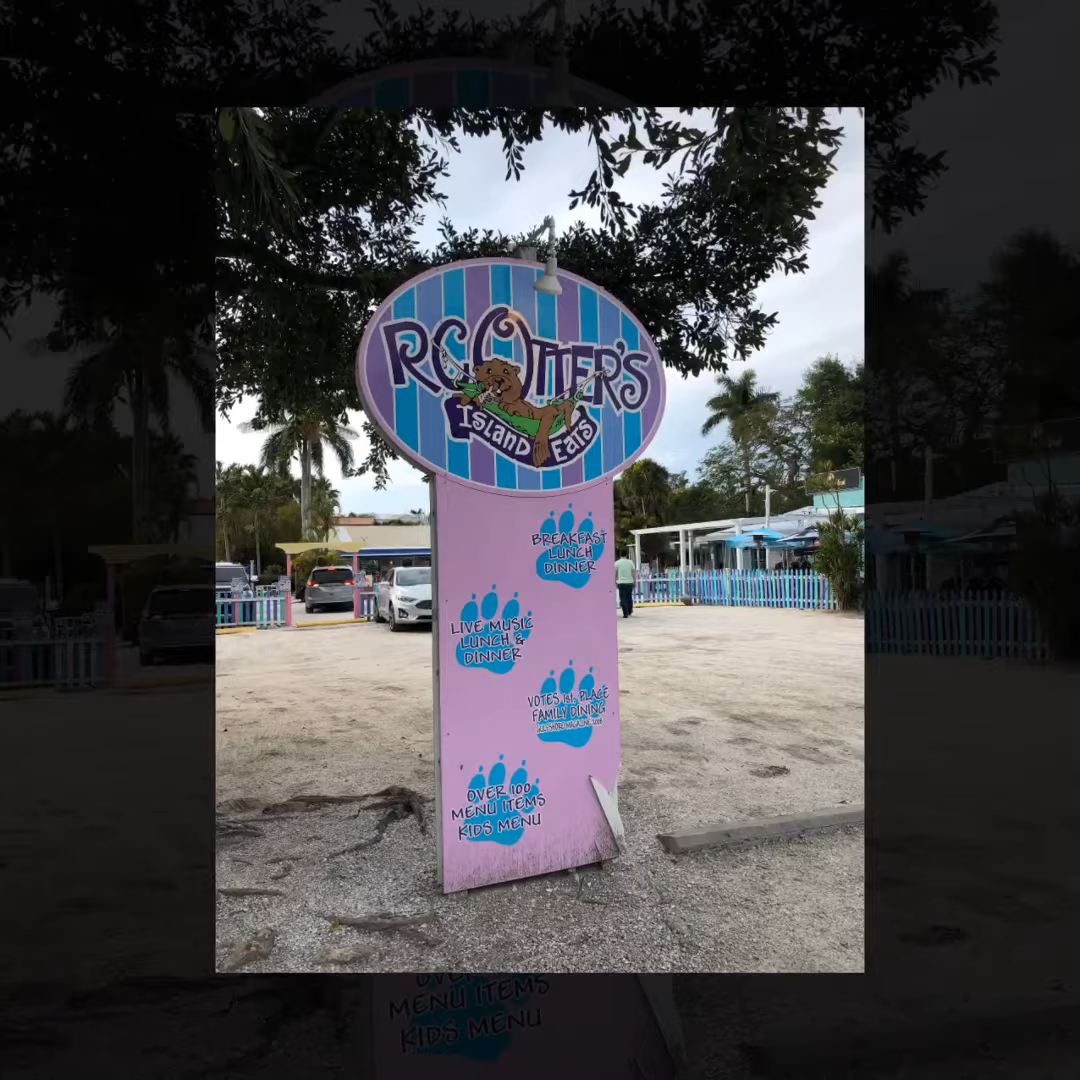 RC OTTER'S
ISLAND EATS
BREAKFAST
LUNCH
DINNER
LIVE MUSIC
LUNCH &
DINNER
VOTES 1st. PLACE
FAMILY DINING
OVER 100
MENU ITEMS
KIDS MENU
OVER 100
MENU ITEMS
KIDS MENU